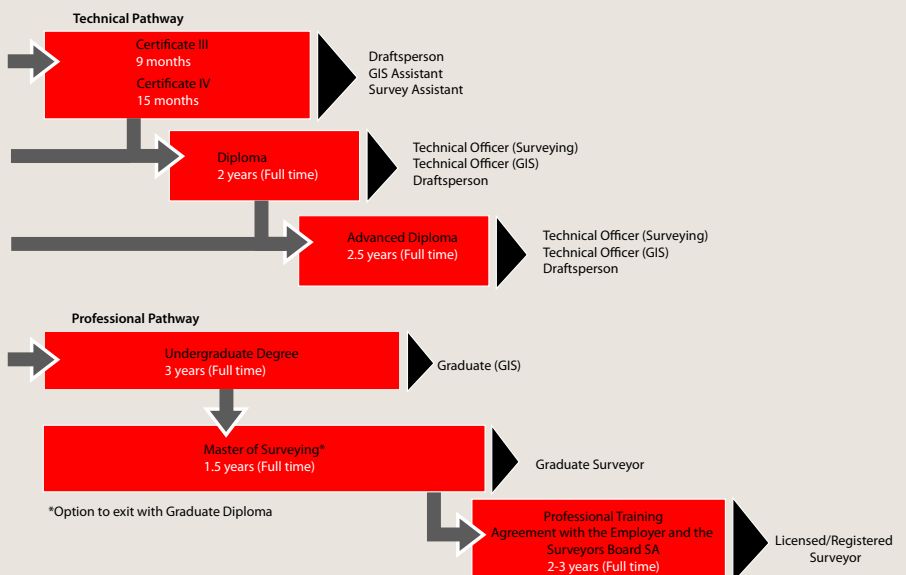 Technical Pathway
Certificate III
9 months
Certificate IV
15 months
Draftsperson
GIS Assistant
Survey Assistant
Diploma
2 years (Full time)
Technical Officer (Surveying)
Technical Officer (GIS)
Draftsperson
Advanced Diploma
2.5 years (Full time)
Technical Officer (Surveying)
Technical Officer (GIS)
Draftsperson
Professional Pathway
Undergraduate Degree
3 years (Full time)
Graduate (GIS)
Master of Surveying*
1.5 years (Full time)
Graduate Surveyor
*Option to exit with Graduate Diploma
Professional Training
Agreement with the Employer and the
Surveyors Board SA
2-3 years (Full time)
Licensed/Registered
Surveyor